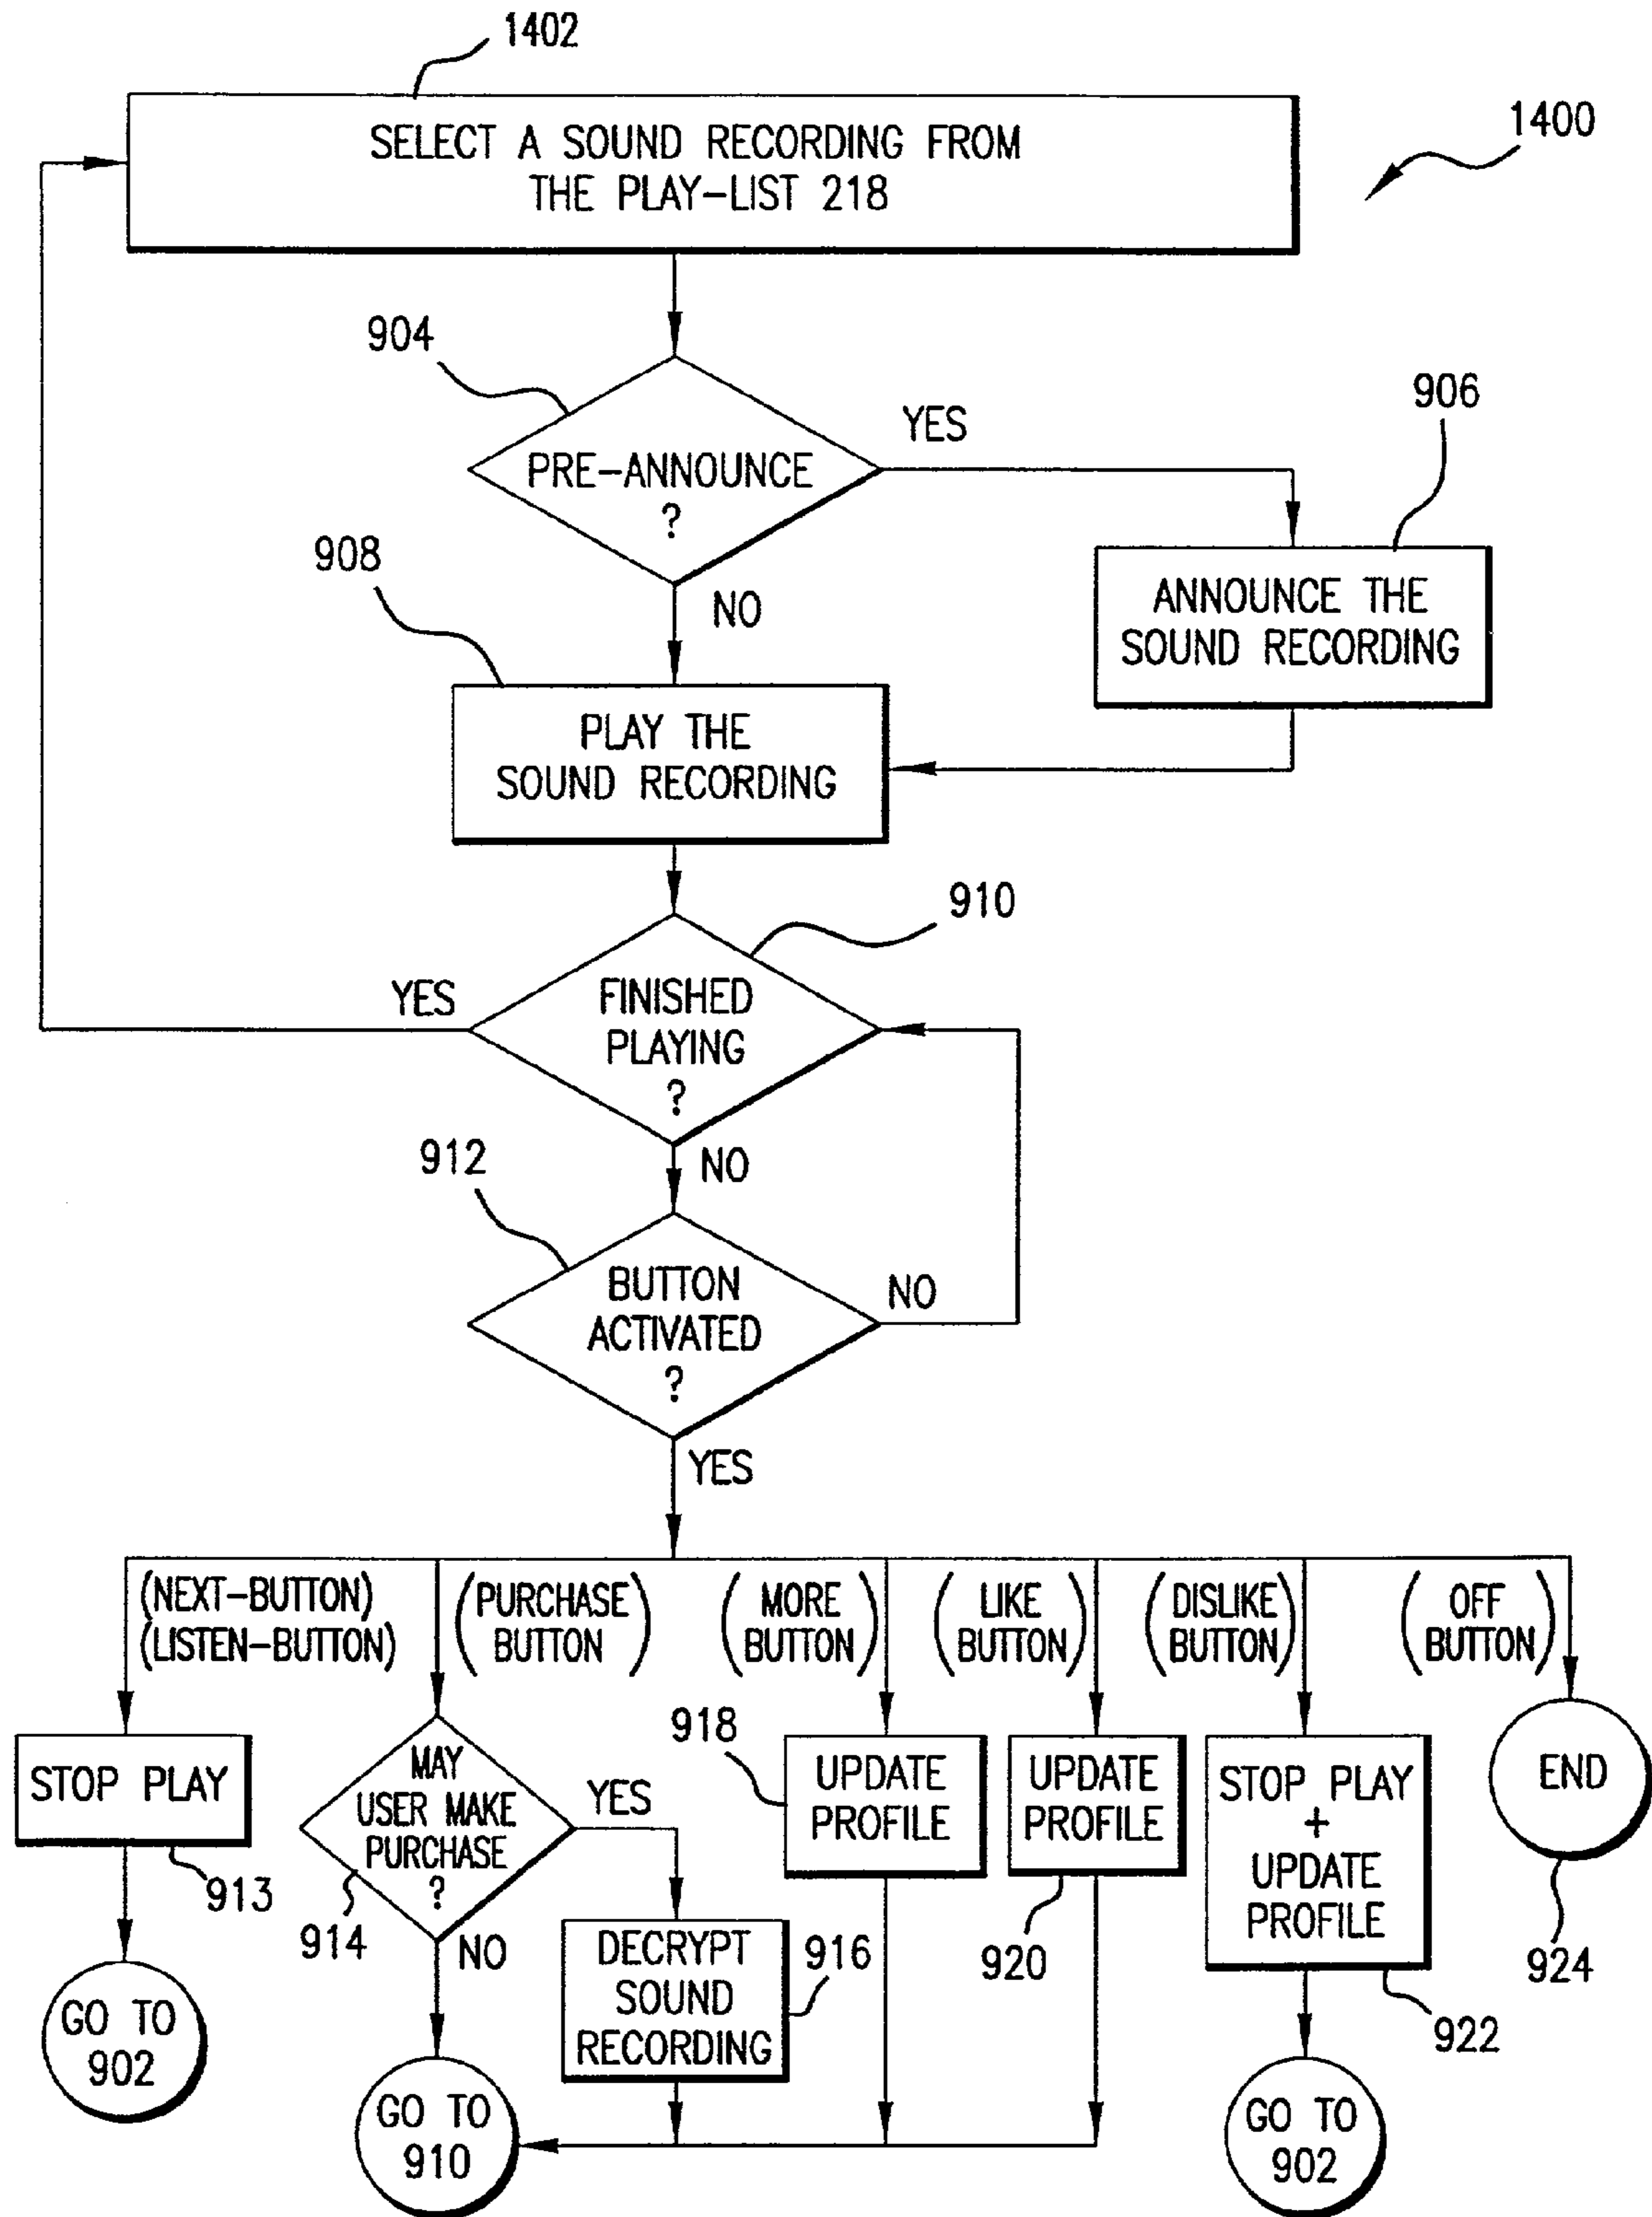 1402
1400
SELECT A SOUND RECORDING FROM
THE PLAY-LIST 218
904
PRE-ANNOUNCE
?
YES
906
ANNOUNCE THE
SOUND RECORDING
NO
908
PLAY THE
SOUND RECORDING
910
YES
FINISHED
PLAYING
?
NO
912
BUTTON
ACTIVATED
?
NO
YES
(NEXT-BUTTON)
(LISTEN-BUTTON)
(PURCHASE
BUTTON)
(MORE
BUTTON)
(LIKE
BUTTON)
(DISLIKE
BUTTON)
(OFF
BUTTON)
STOP PLAY
913
GO TO
902
MAY
USER MAKE
PURCHASE
?
914
YES
NO
DECRYPT
SOUND
RECORDING
916
GO TO
910
918
UPDATE
PROFILE
UPDATE
PROFILE
920
STOP PLAY
+
UPDATE
PROFILE
922
GO TO
902
END
924